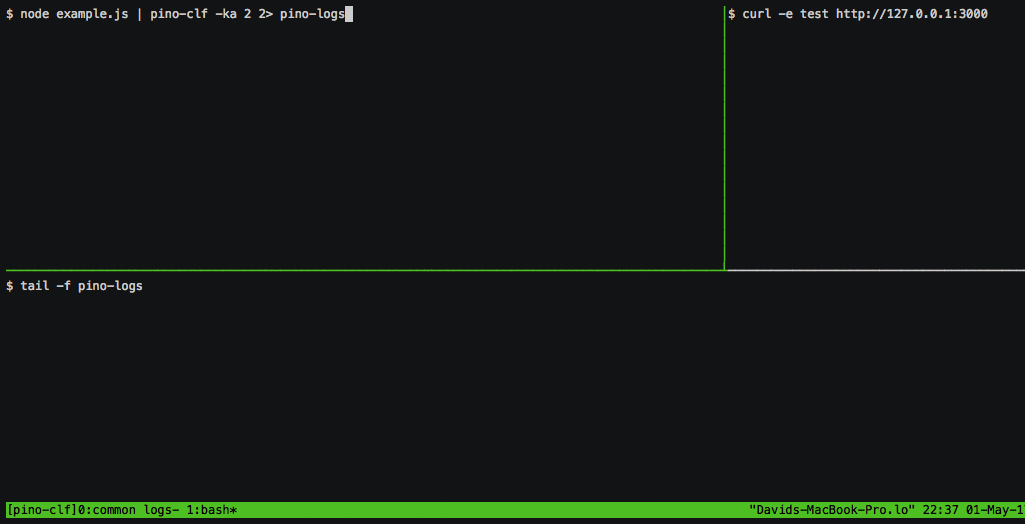 $ node example.js | pino-clf -ka 2 2> pino-logs
$ curl -e test http://127.0.0.1:3000
$ tail -f pino-logs
[pino-clf]0:common logs- 1:bash* "Davids-MacBook-Pro.lo" 22:37 01-May-1